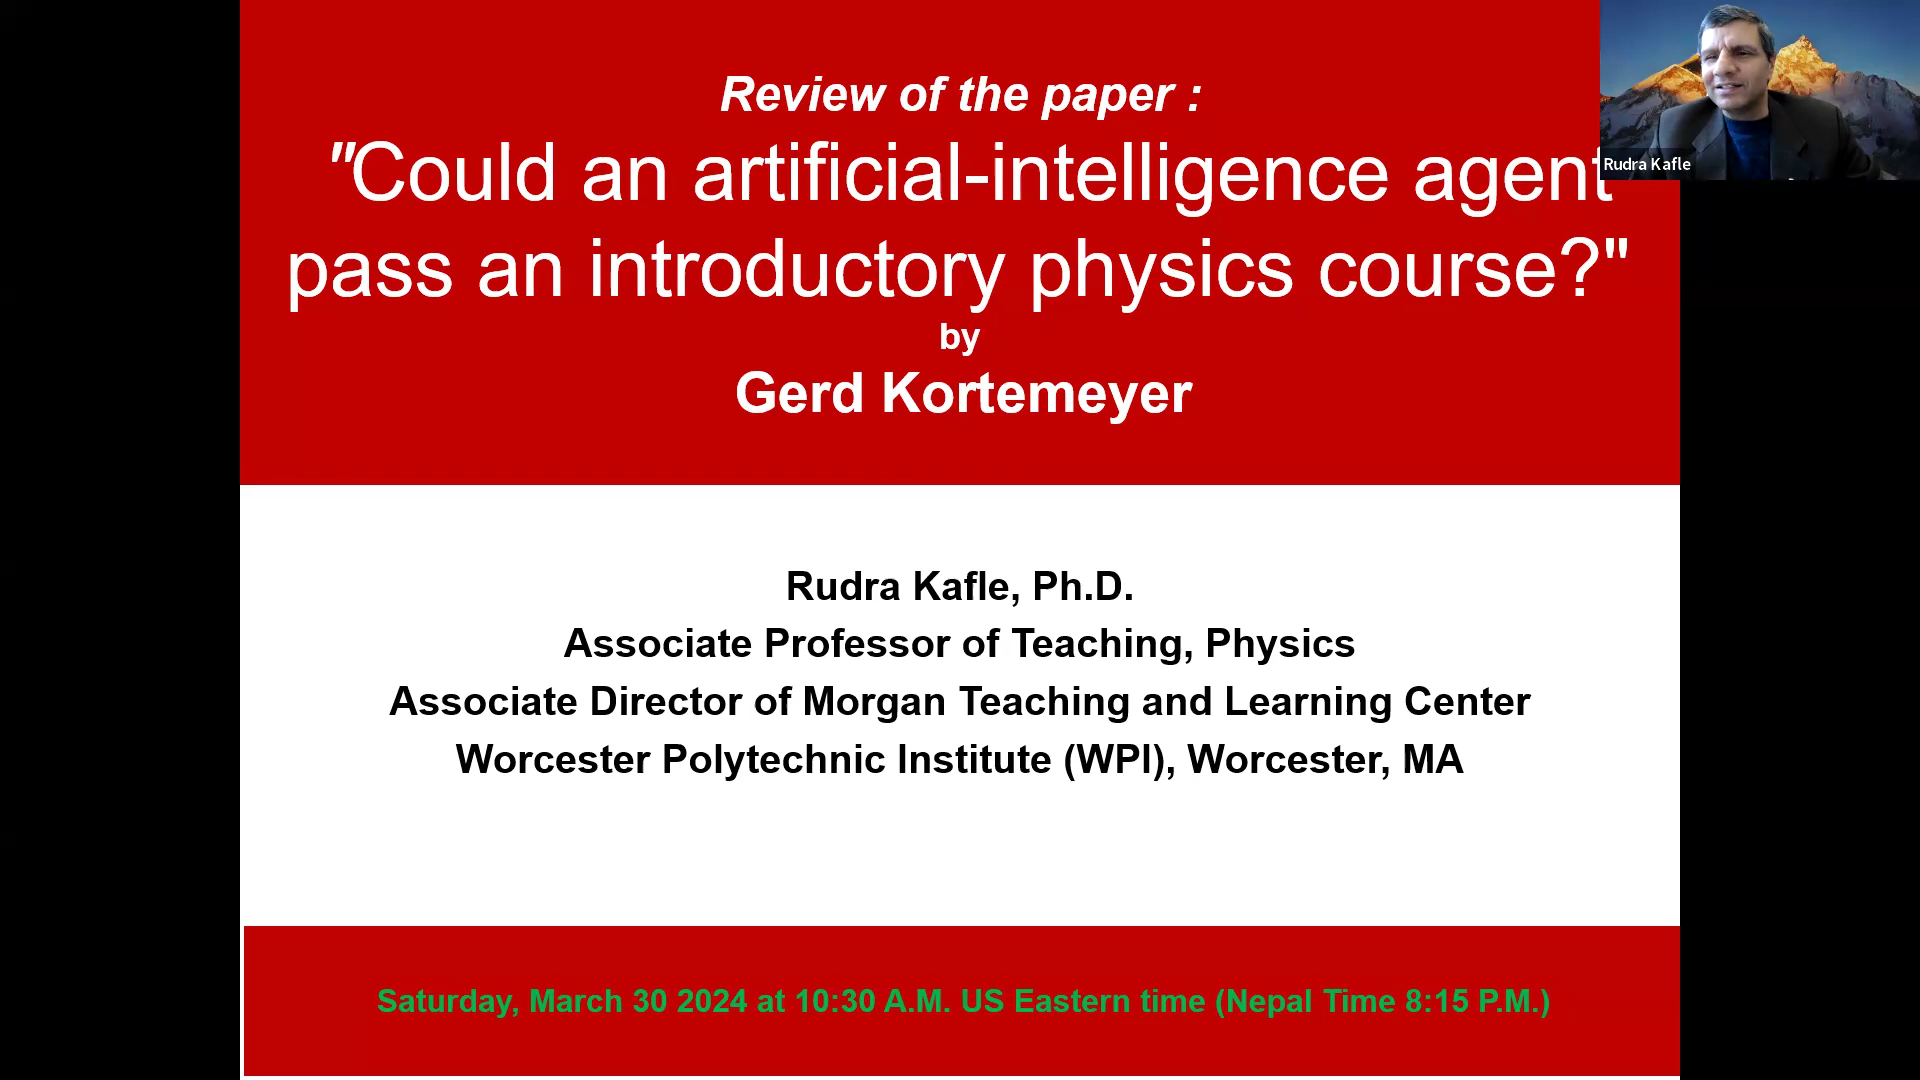 Review of the paper :
"Could an artificial-intelligence agent
pass an introductory physics course?"
by
Gerd Kortemeyer
Rudra Kafle
Rudra Kafle, Ph.D.
Associate Professor of Teaching, Physics
Associate Director of Morgan Teaching and Learning Center
Worcester Polytechnic Institute (WPI), Worcester, MA
Saturday, March 30 2024 at 10:30 A.M. US Eastern time (Nepal Time 8:15 P.M.)